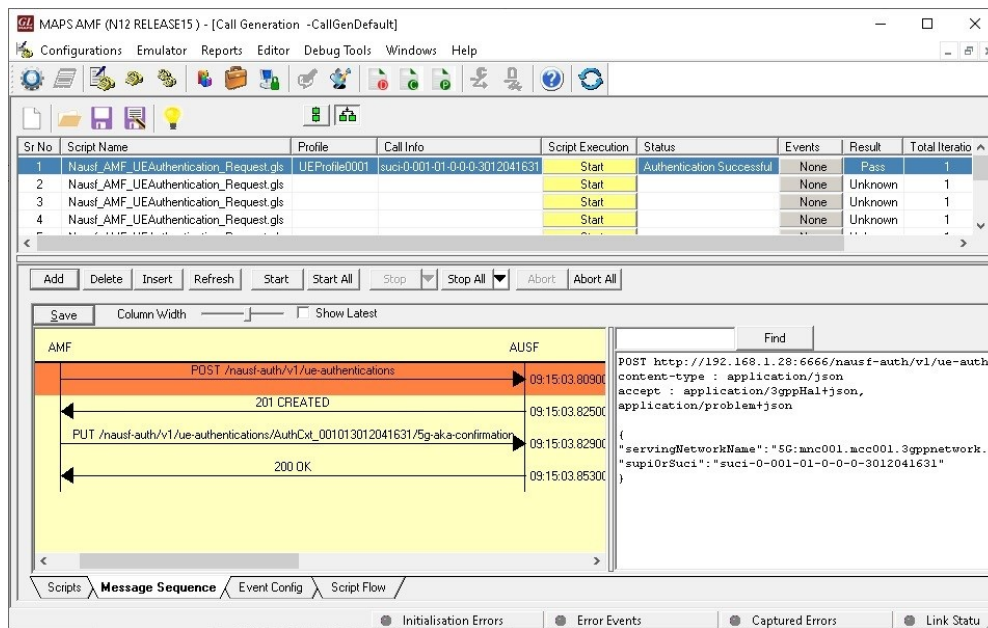 GL MAPS AMF (N12 RELEASE15 ) - [Call Generation -CallGenDefault]
Configurations Emulator Reports Editor Debug Tools Windows Help
Sr No Script Name Profile Call Info Script Execution Status Events Result Total Iteratio
1 Nausf_AMF_UEAuthentication_Request.gls UEProfile0001 suci-0-001-01-0-0-0-3012041631 Start Authentication Successful None Pass 1
2 Nausf_AMF_UEAuthentication_Request.gls Start None Unknown 1
3 Nausf_AMF_UEAuthentication_Request.gls Start None Unknown 1
4 Nausf_AMF_UEAuthentication_Request.gls Start None Unknown 1
Add Delete Insert Refresh Start Start All Stop Stop All Abort Abort All
Save Column Width Show Latest
Find
AMF AUSF
POST /nausf-auth/v1/ue-authentications
09:15:03.80900
201 CREATED
09:15:03.82500
PUT /nausf-auth/v1/ue-authentications/AuthCxt_001013012041631/5g-aka-confirmation
09:15:03.82900
200 OK
09:15:03.85300
POST http://192.168.1.28:6666/nausf-auth/v1/ue-auth
content-type : application/json
accept : application/3gppHal+json,
application/problem+json
{
"servingNetworkName":"5G:mnc001.mcc001.3gppnetwork.
"supiOrSuci":"suci-0-001-01-0-0-0-3012041631"
}
Scripts Message Sequence Event Config Script Flow
Initialisation Errors Error Events Captured Errors Link Statu